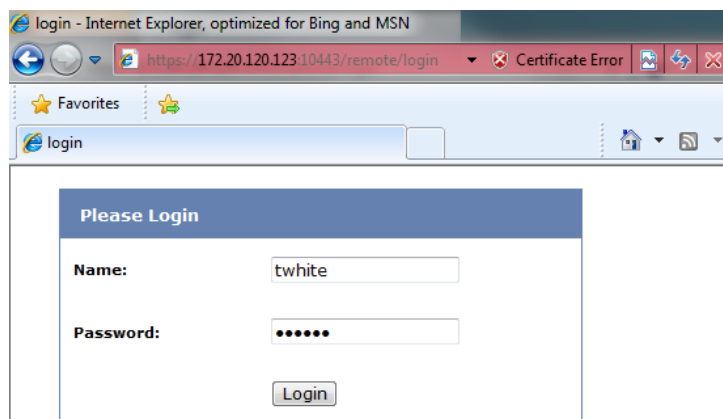 login - Internet Explorer, optimized for Bing and MSN
https://172.20.120.123:10443/remote/login Certificate Error
Favorites
login
Please Login
Name: twhite
Password: ••••••
Login